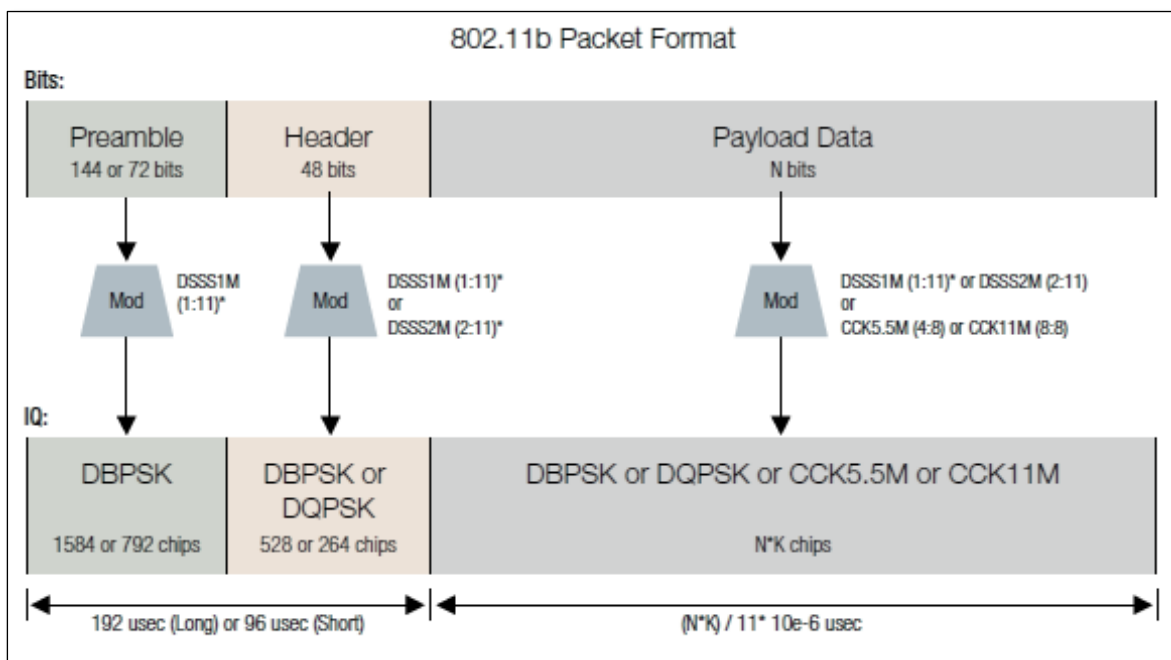 802.11b Packet Format
Bits:
Preamble
144 or 72 bits
Header
48 bits
Payload Data
N bits
Mod
DSSS1M
(1:11)*
Mod
DSSS1M (1:11)*
or
DSSS2M (2:11)*
Mod
DSSS1M (1:11)* or DSSS2M (2:11)
or
CCK5.5M (4:8) or CCK11M (8:8)
IQ:
DBPSK
1584 or 792 chips
DBPSK or
DQPSK
528 or 264 chips
DBPSK or DQPSK or CCK5.5M or CCK11M
N*K chips
192 usec (Long) or 96 usec (Short)
(N*K) / 11* 10e-6 usec